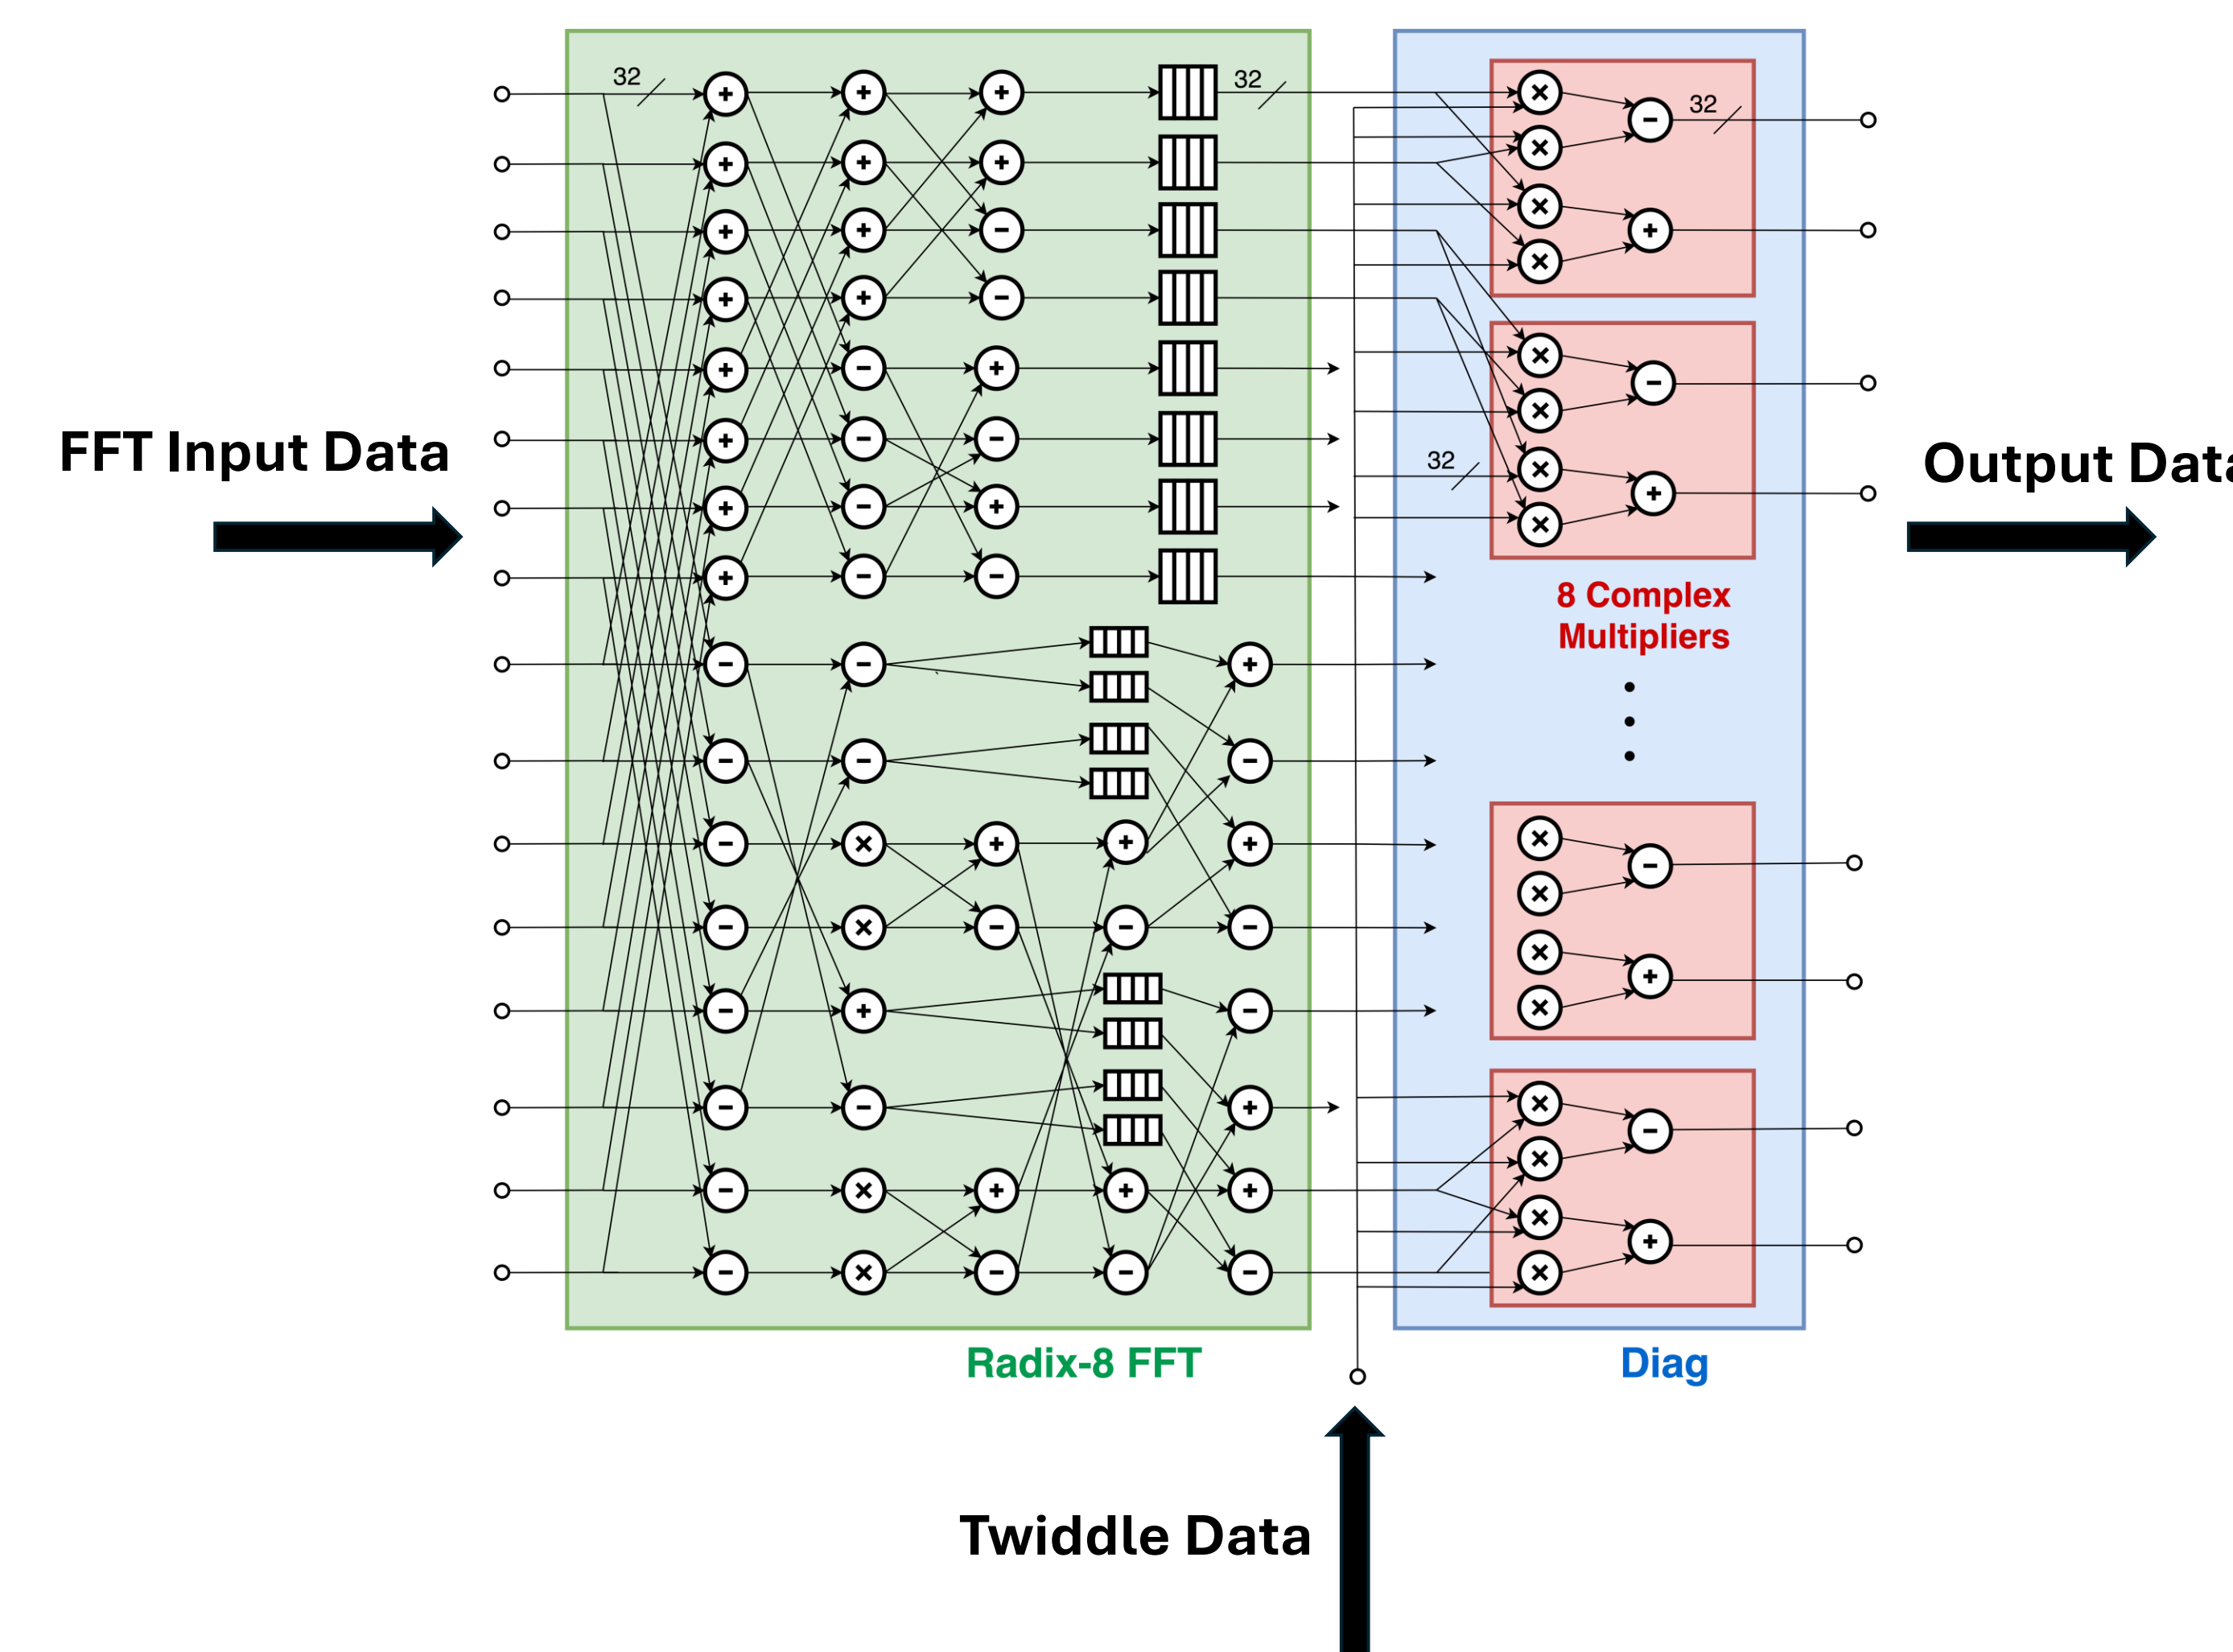 32
32
32
FFT Input Data
32
Output Data
8 Complex
Multipliers
Radix-8 FFT
Diag
Twiddle Data